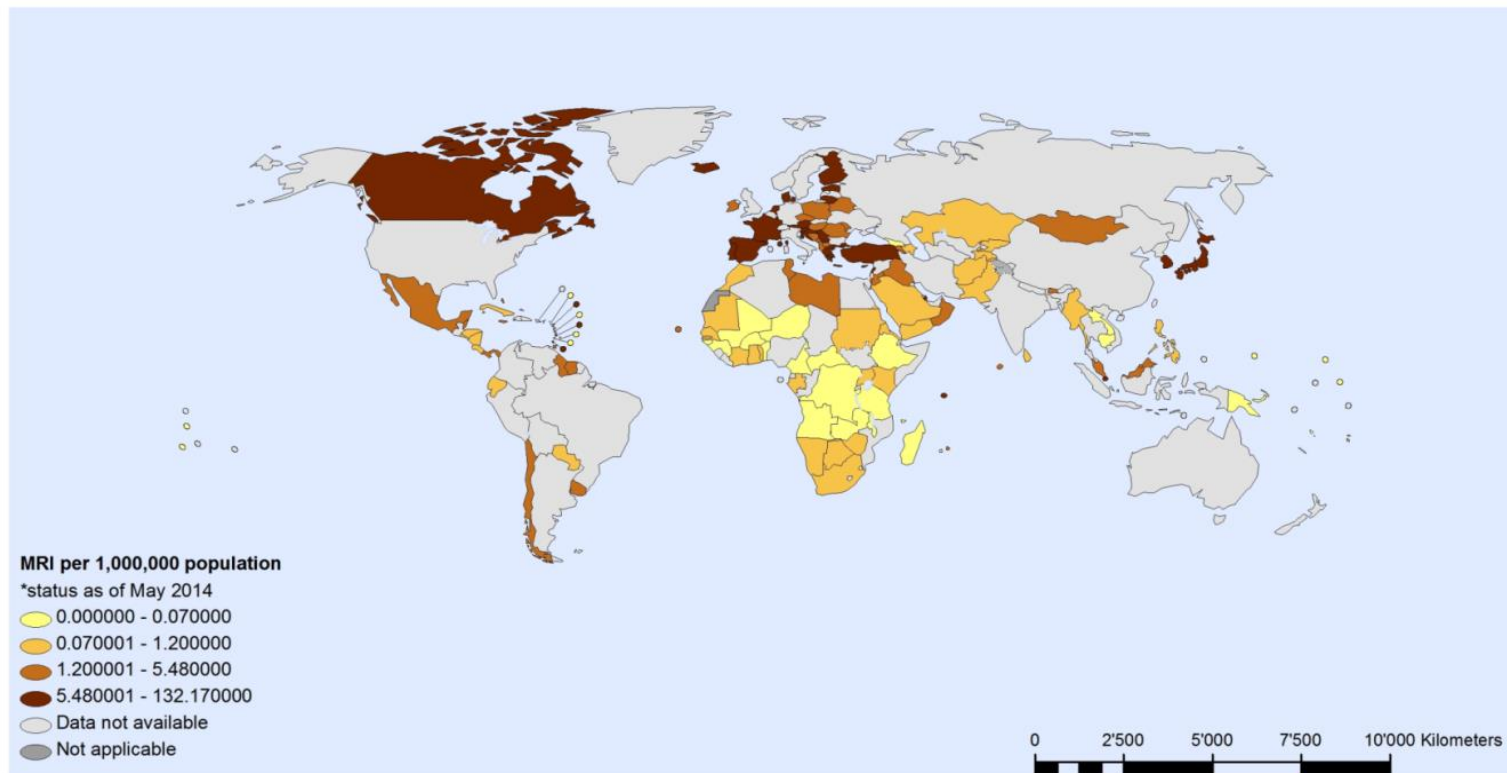 MRI per 1,000,000 population
*status as of May 2014
0.000000 - 0.070000
0.070001 - 1.200000
1.200001 - 5.480000
5.480001 - 132.170000
Data not available
Not applicable
0 2'500 5'000 7'500 10'000 Kilometers